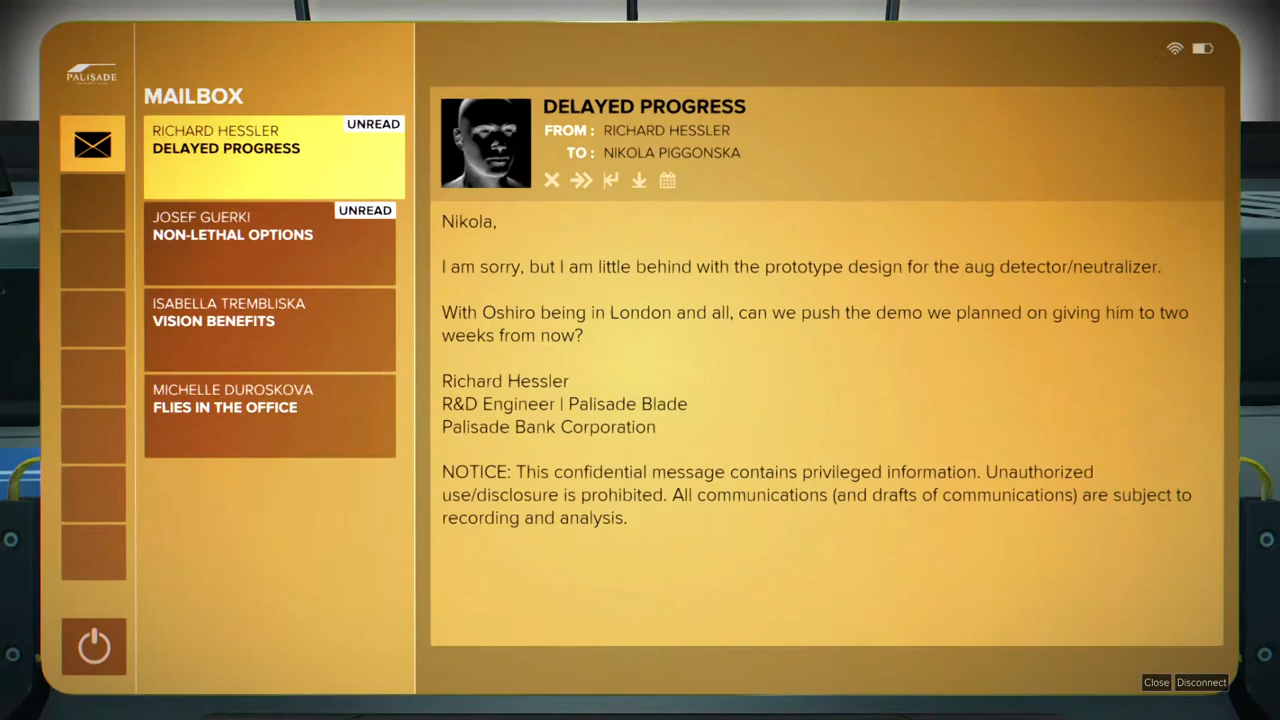 PALISADE
MAILBOX
RICHARD HESSLER
UNREAD
DELAYED PROGRESS
JOSEF GUERKI
UNREAD
NON-LETHAL OPTIONS
ISABELLA TREMBLISKA
VISION BENEFITS
MICHELLE DUROSKOVA
FLIES IN THE OFFICE
DELAYED PROGRESS
FROM : RICHARD HESSLER
TO : NIKOLA PIGGONSKA
Nikola,
I am sorry, but I am little behind with the prototype design for the aug detector/neutralizer.
With Oshiro being in London and all, can we push the demo we planned on giving him to two
weeks from now?
Richard Hessler
R&D Engineer | Palisade Blade
Palisade Bank Corporation
NOTICE: This confidential message contains privileged information. Unauthorized
use/disclosure is prohibited. All communications (and drafts of communications) are subject to
recording and analysis.
Close Disconnect